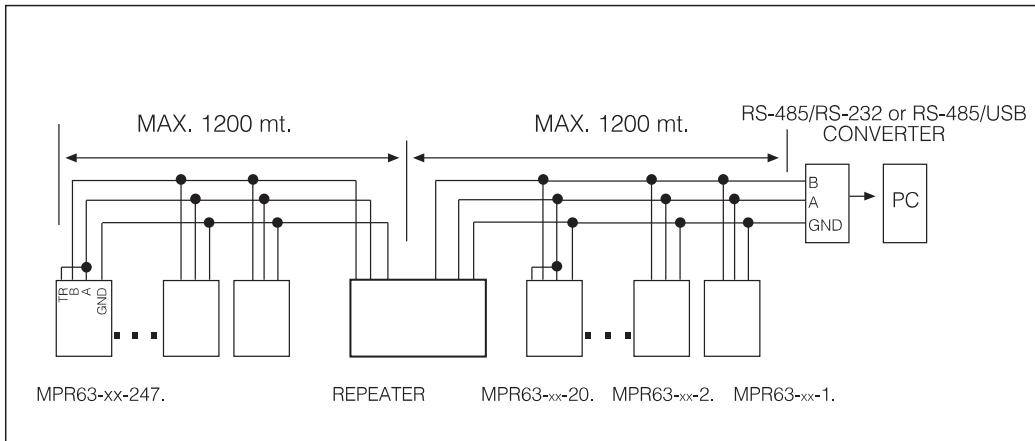 MAX. 1200 mt.
MAX. 1200 mt.
RS-485/RS-232 or RS-485/USB
CONVERTER
B
A
GND
PC
TR
B
A
GND
MPR63-xx-247.
REPEATER
MPR63-xx-20.
MPR63-xx-2.
MPR63-xx-1.